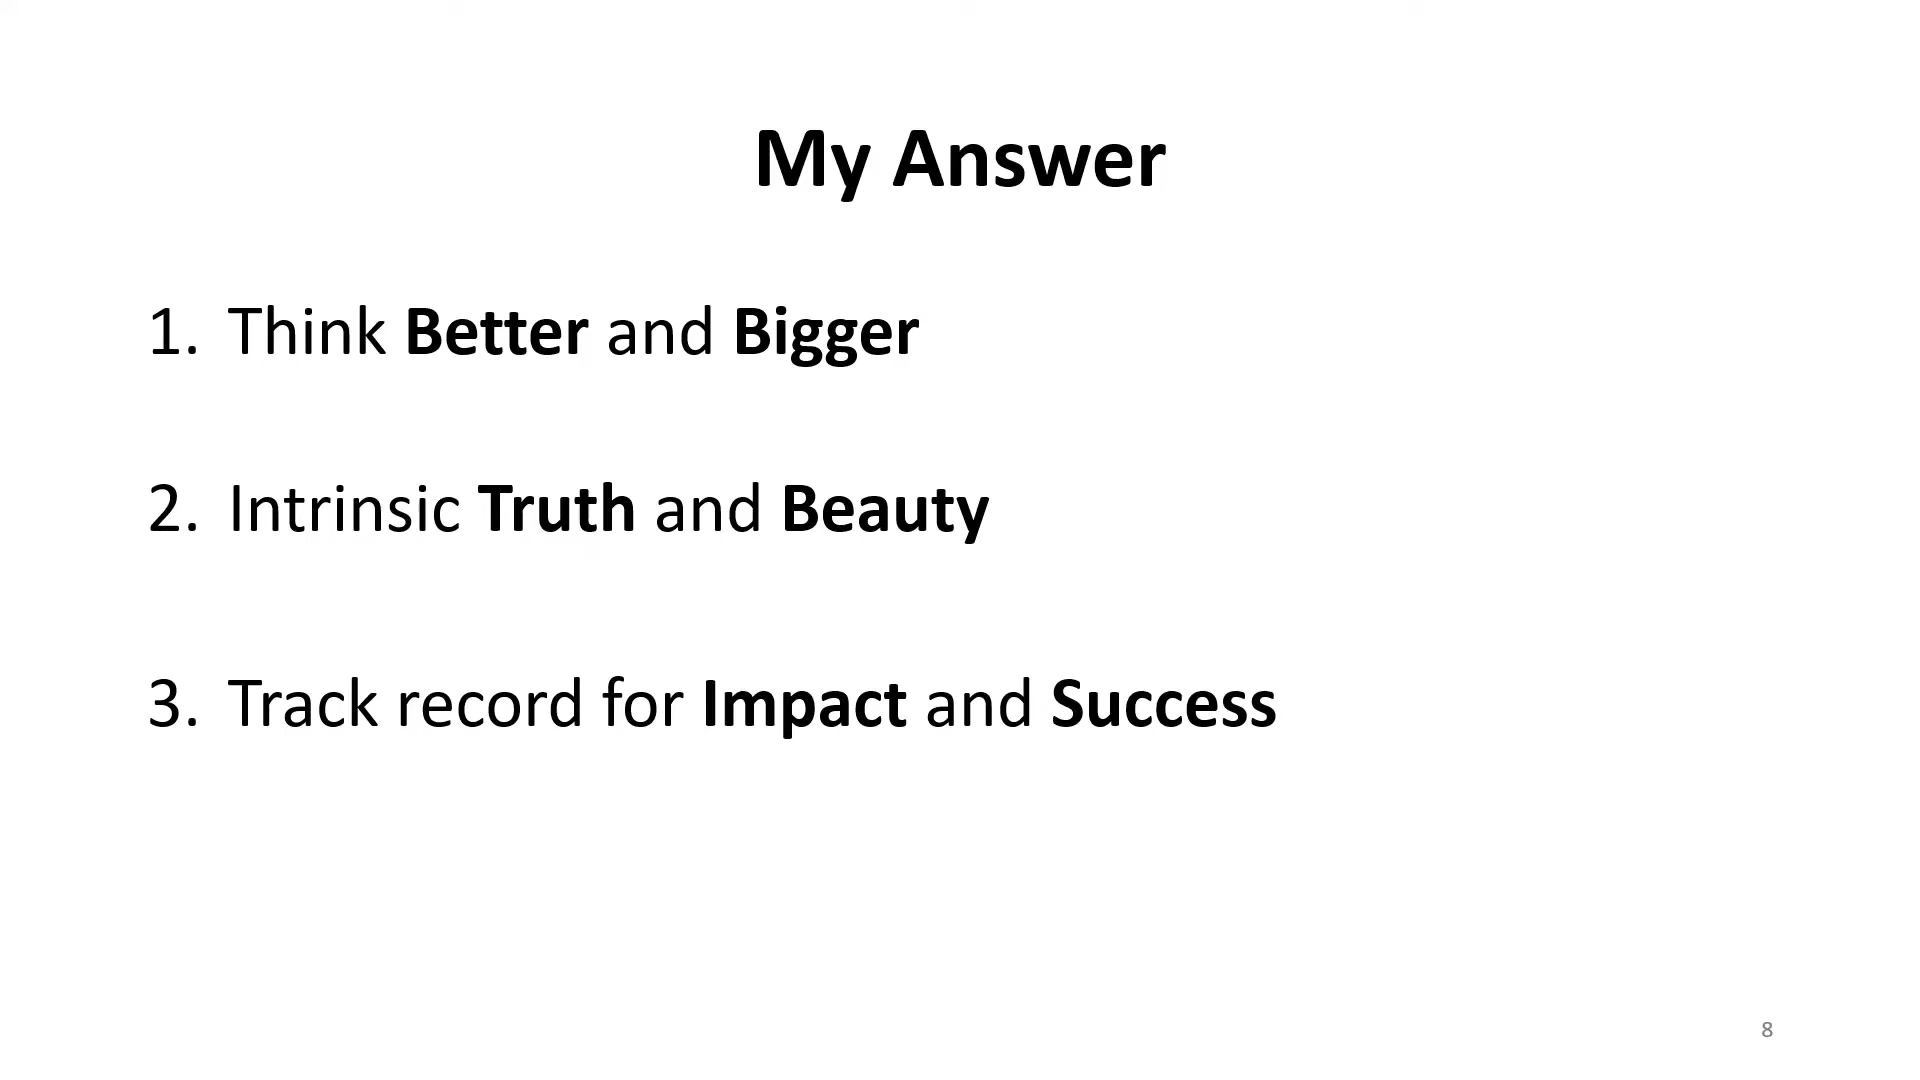 My Answer
1. Think Better and Bigger
2. Intrinsic Truth and Beauty
3. Track record for Impact and Success
8